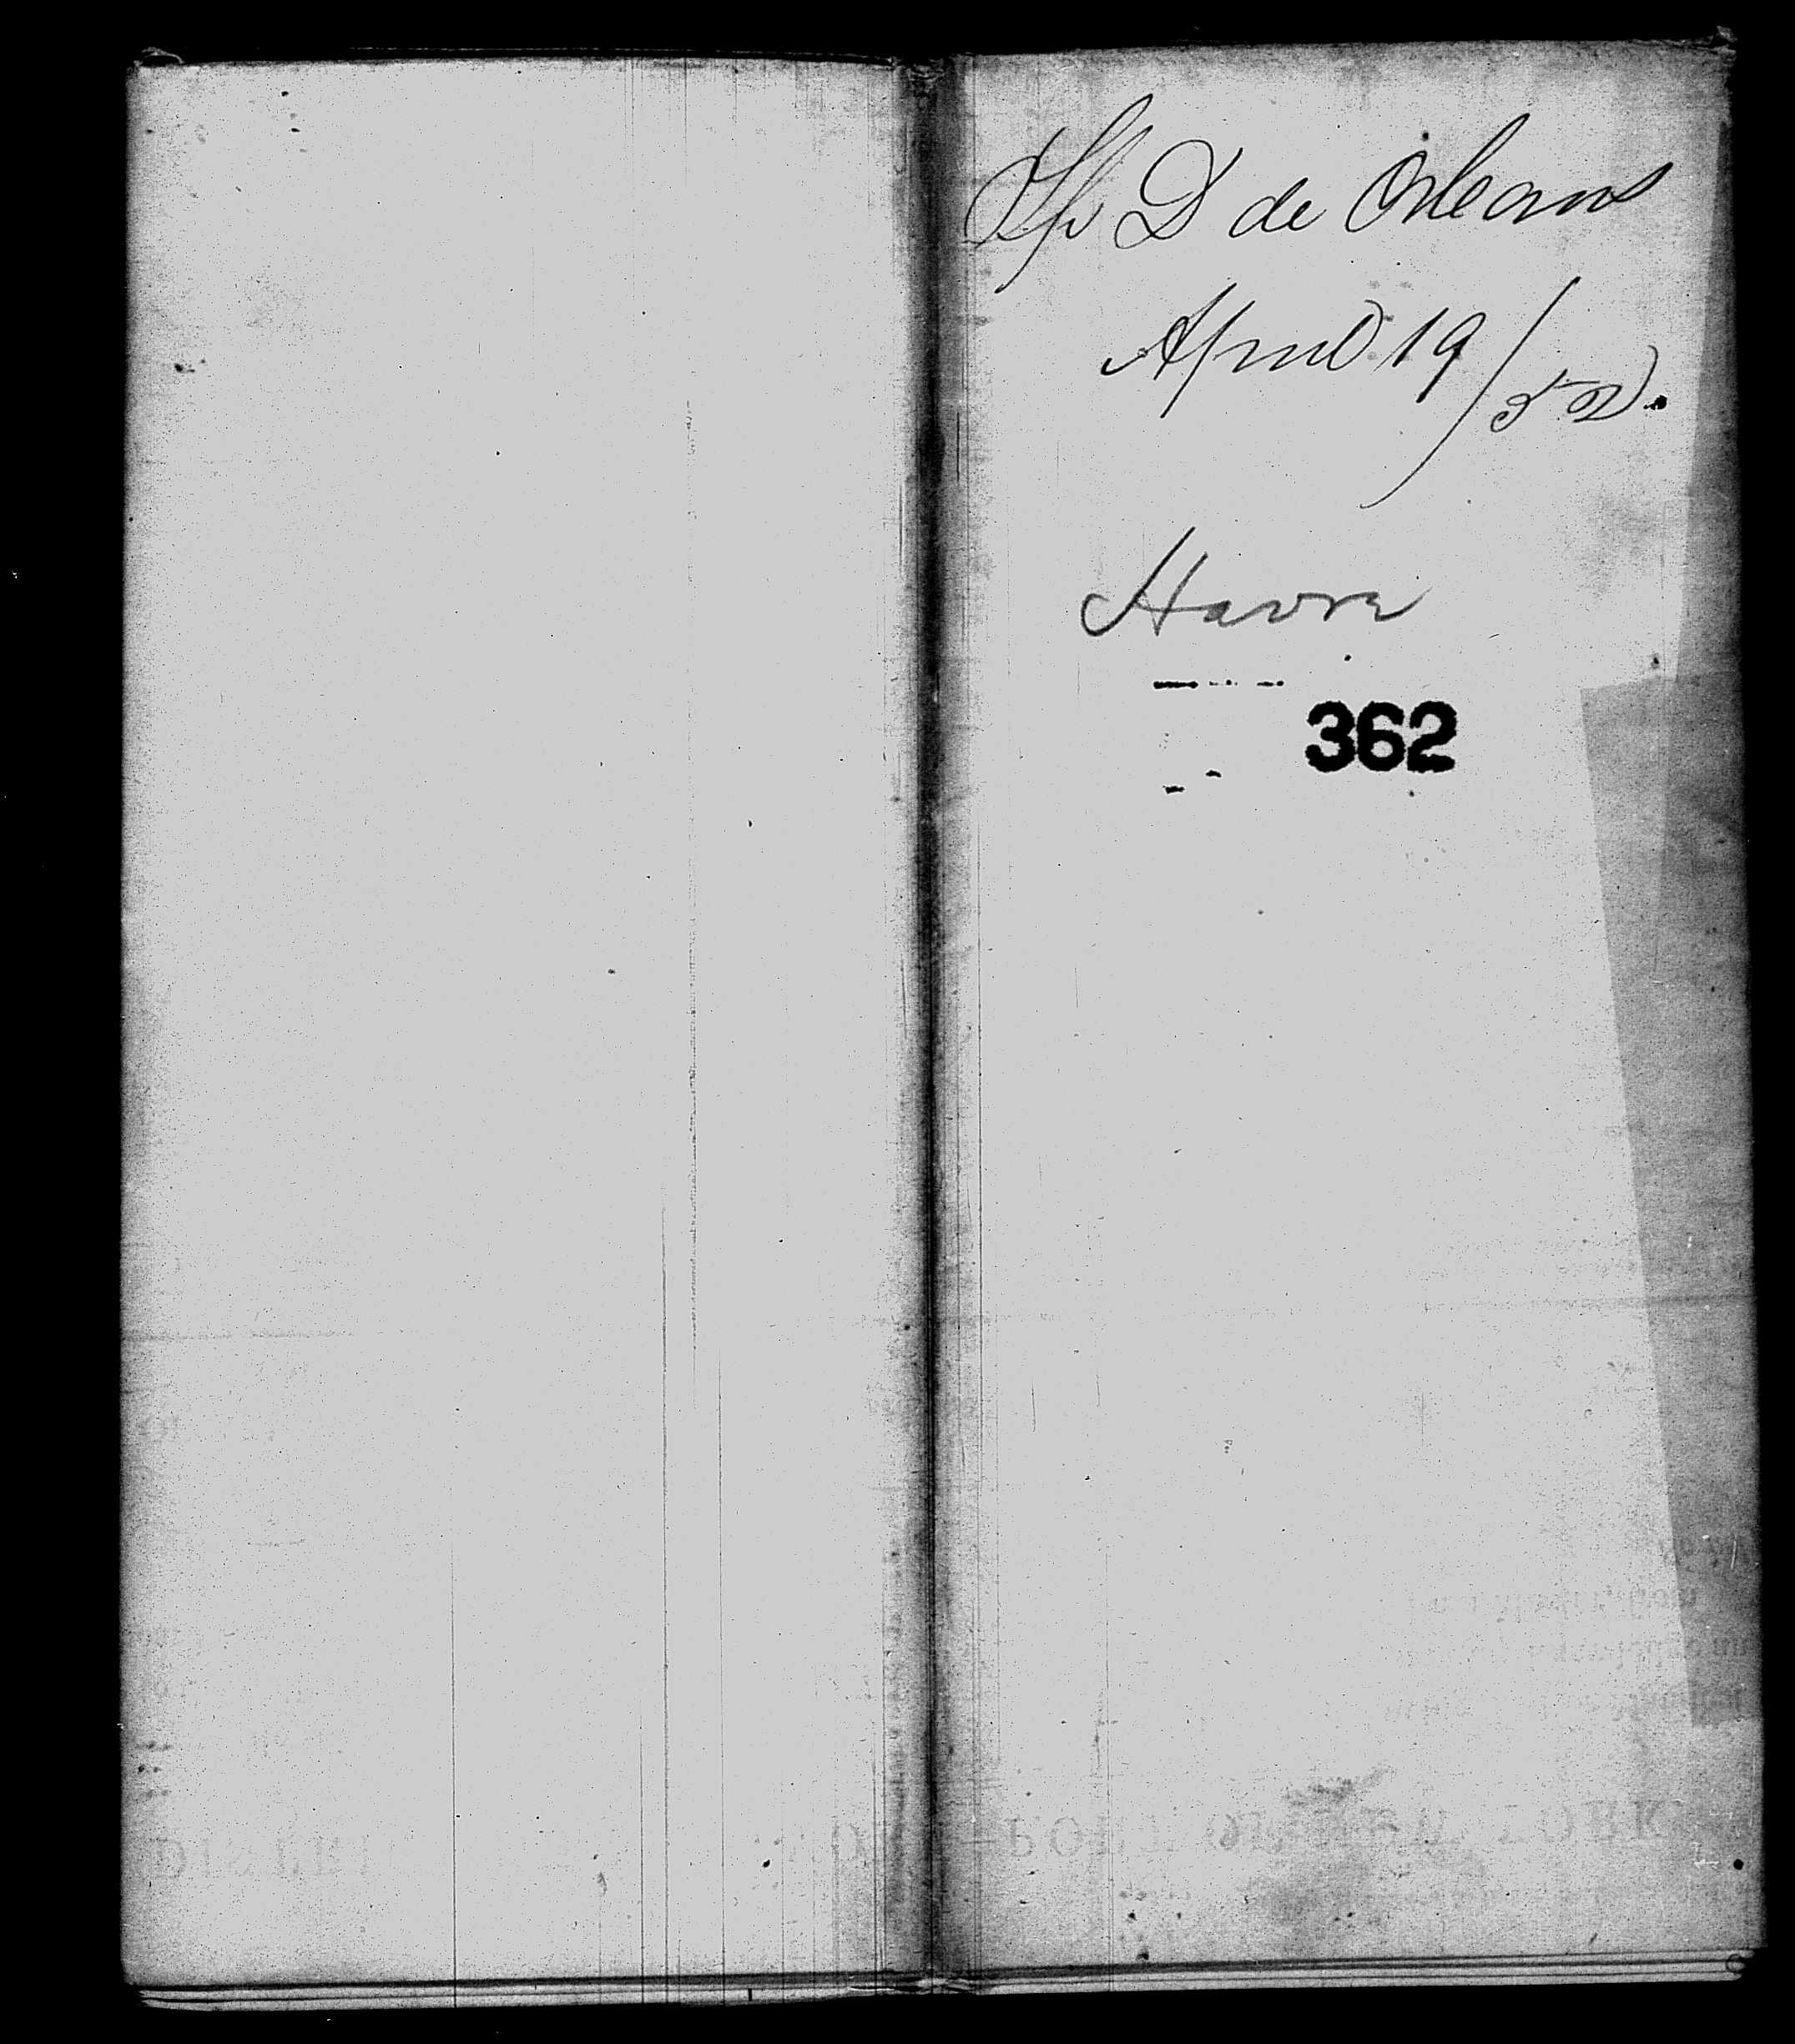 Shp D de Orleans
April 19/52.
Havre
362